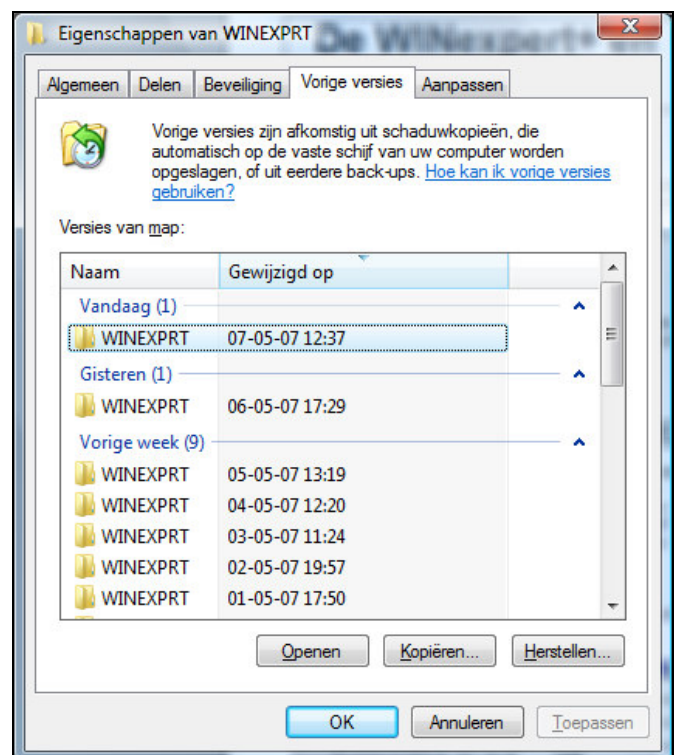 Eigenschappen van WINEXPRT
De WINexpert+ en
Algemeen Delen Beveiliging Vorige versies Aanpassen
Vorige versies zijn afkomstig uit schaduwkopieën, die
automatisch op de vaste schijf van uw computer worden
opgeslagen, of uit eerdere back-ups. Hoe kan ik vorige versies
gebruiken?
Versies van map:
Naam Gewijzigd op
Vandaag (1)
WINEXPRT 07-05-07 12:37
Gisteren (1)
WINEXPRT 06-05-07 17:29
Vorige week (9)
WINEXPRT 05-05-07 13:19
WINEXPRT 04-05-07 12:20
WINEXPRT 03-05-07 11:24
WINEXPRT 02-05-07 19:57
WINEXPRT 01-05-07 17:50
Openen Kopiëren... Herstellen...
OK Annuleren Toepassen